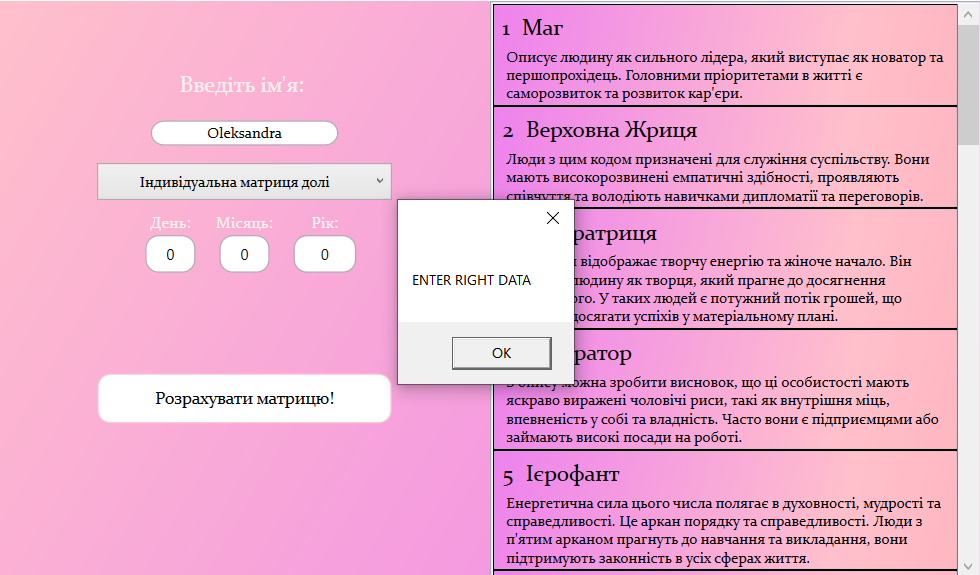 Введіть ім'я:
Oleksandra
Індивідуальна матриця долі
День:
Місяць:
Рік:
0
0
0
Розрахувати матрицю!
ENTER RIGHT DATA
OK
1 Маг
Описує людину як сильного лідера, який виступає як новатор та
першопрохідець. Головними пріоритетами в житті є
саморозвиток та розвиток кар'єри.
2 Верховна Жриця
Люди з цим кодом призначені для служіння суспільству. Вони
мають високорозвинені емпатичні здібності, проявляють
співчуття та володіють навичками дипломатії та переговорів.
ратриця
відображає творчу енергію та жіноче начало. Він
людину як творця, який прагне до досягнення
ого. У таких людей є потужний потік грошей, що
досягати успіхів у матеріальному плані.
ратор
З опису можна зробити висновок, що ці особистості мають
яскраво виражені чоловічі риси, такі як внутрішня міць,
впевненість у собі та владність. Часто вони є підприємцями або
займають високі посади на роботі.
5 Ієрофант
Енергетична сила цього числа полягає в духовності, мудрості та
справедливості. Це аркан порядку та справедливості. Люди з
п'ятим арканом прагнуть до навчання та викладання, вони
підтримують законність в усіх сферах життя.